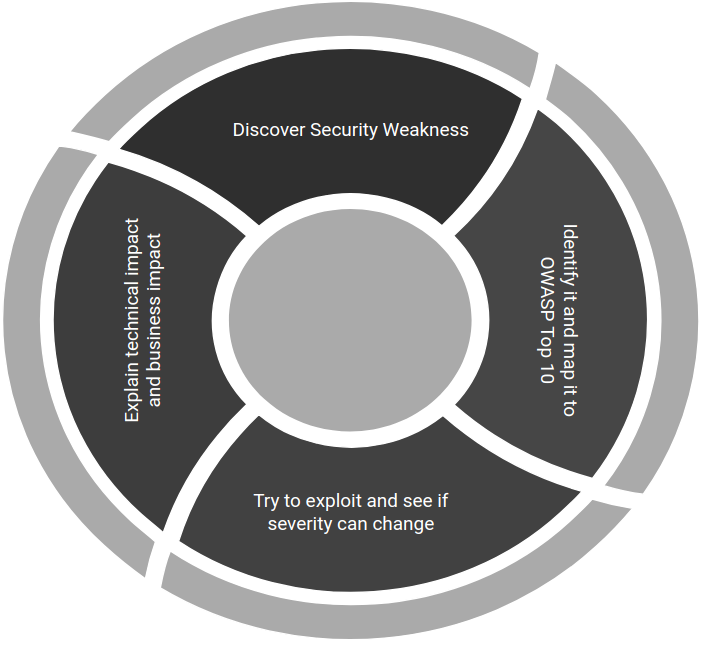 Discover Security Weakness
Identify it and map it to
OWASP Top 10
Try to exploit and see if
severity can change
Explain technical impact
and business impact